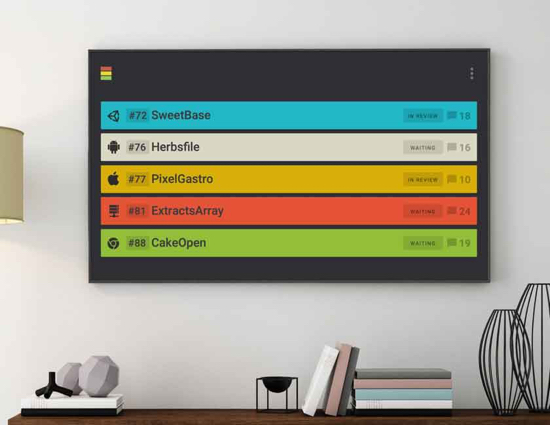 #72 SweetBase IN REVIEW 18
#76 Herbsfile WAITING 16
#77 PixelGastro IN REVIEW 10
#81 ExtractsArray WAITING 24
#88 CakeOpen WAITING 19